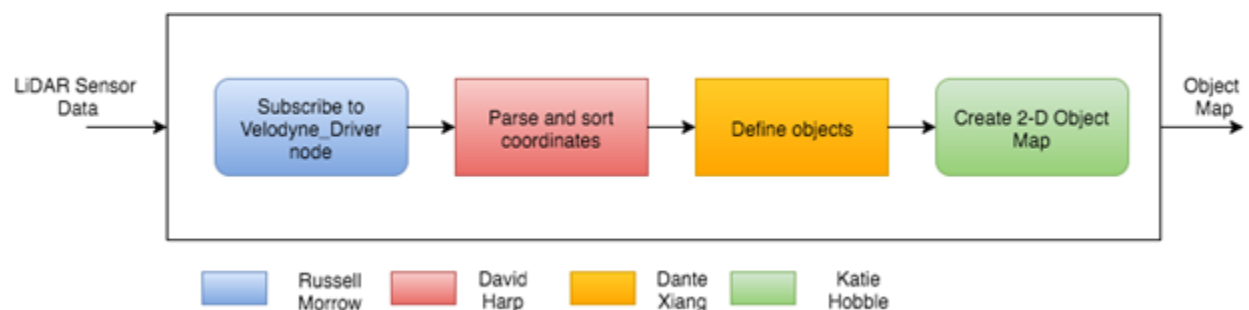 LiDAR Sensor
Data
Subscribe to
Velodyne_Driver
node
Parse and sort
coordinates
Define objects
Create 2-D Object
Map
Object
Map
Russell
Morrow
David
Harp
Dante
Xiang
Katie
Hobble